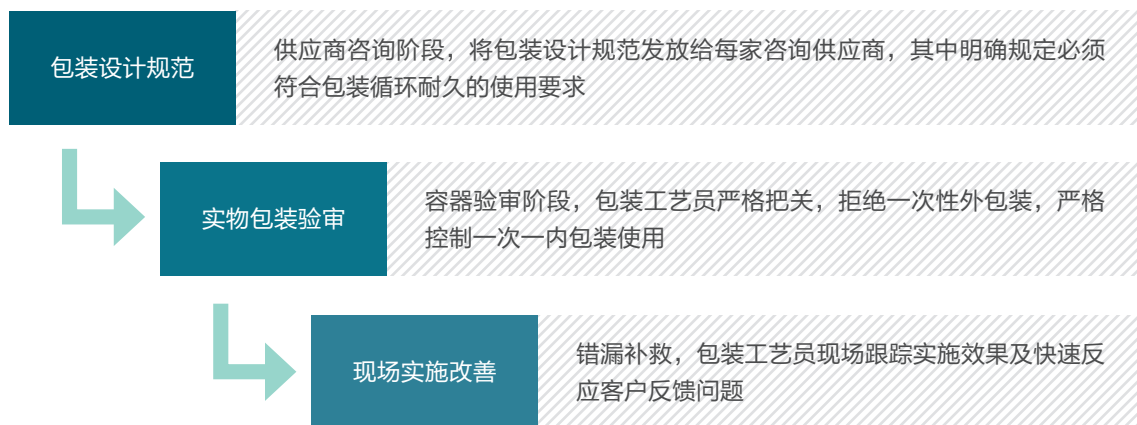 包装设计规范
供应商咨询阶段，将包装设计规范发放给每家咨询供应商，其中明确规定必须
符合包装循环耐久的使用要求
实物包装验审
容器验审阶段，包装工艺员严格把关，拒绝一次性外包装，严格
控制一次一内包装使用
现场实施改善
错漏补救，包装工艺员现场跟踪实施效果及快速反
应客户反馈问题